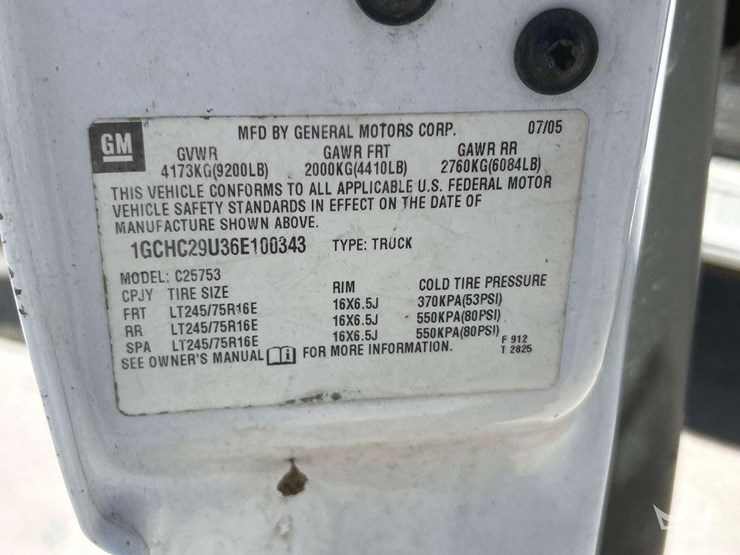 GM
MFD BY GENERAL MOTORS CORP. 07/05
GVWR GAWR FRT GAWR RR
4173KG(9200LB) 2000KG(4410LB) 2760KG(6084LB)
THIS VEHICLE CONFORMS TO ALL APPLICABLE U.S. FEDERAL MOTOR
VEHICLE SAFETY STANDARDS IN EFFECT ON THE DATE OF
MANUFACTURE SHOWN ABOVE.
1GCHC29U36E100343 TYPE: TRUCK
MODEL: C25753
CPJY TIRE SIZE RIM COLD TIRE PRESSURE
FRT LT245/75R16E 16X6.5J 370KPA(53PSI)
RR LT245/75R16E 16X6.5J 550KPA(80PSI)
SPA LT245/75R16E 16X6.5J 550KPA(80PSI)
SEE OWNER'S MANUAL i FOR MORE INFORMATION.
F 912
T 2825